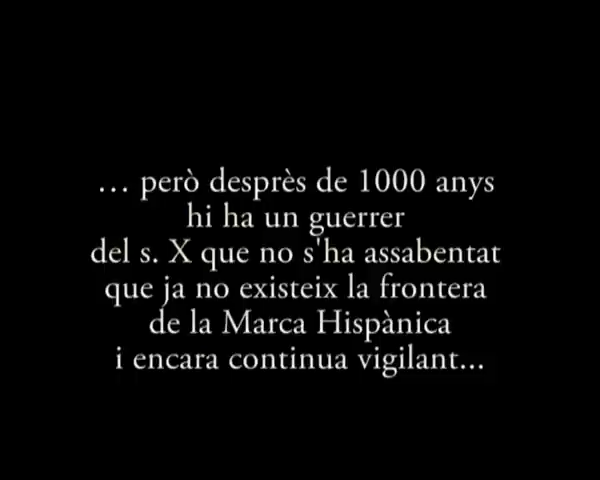 ... però desprès de 1000 anys
hi ha un guerrer
del s. X que no s'ha assabentat
que ja no existeix la frontera
de la Marca Hispànica
i encara continua vigilant...